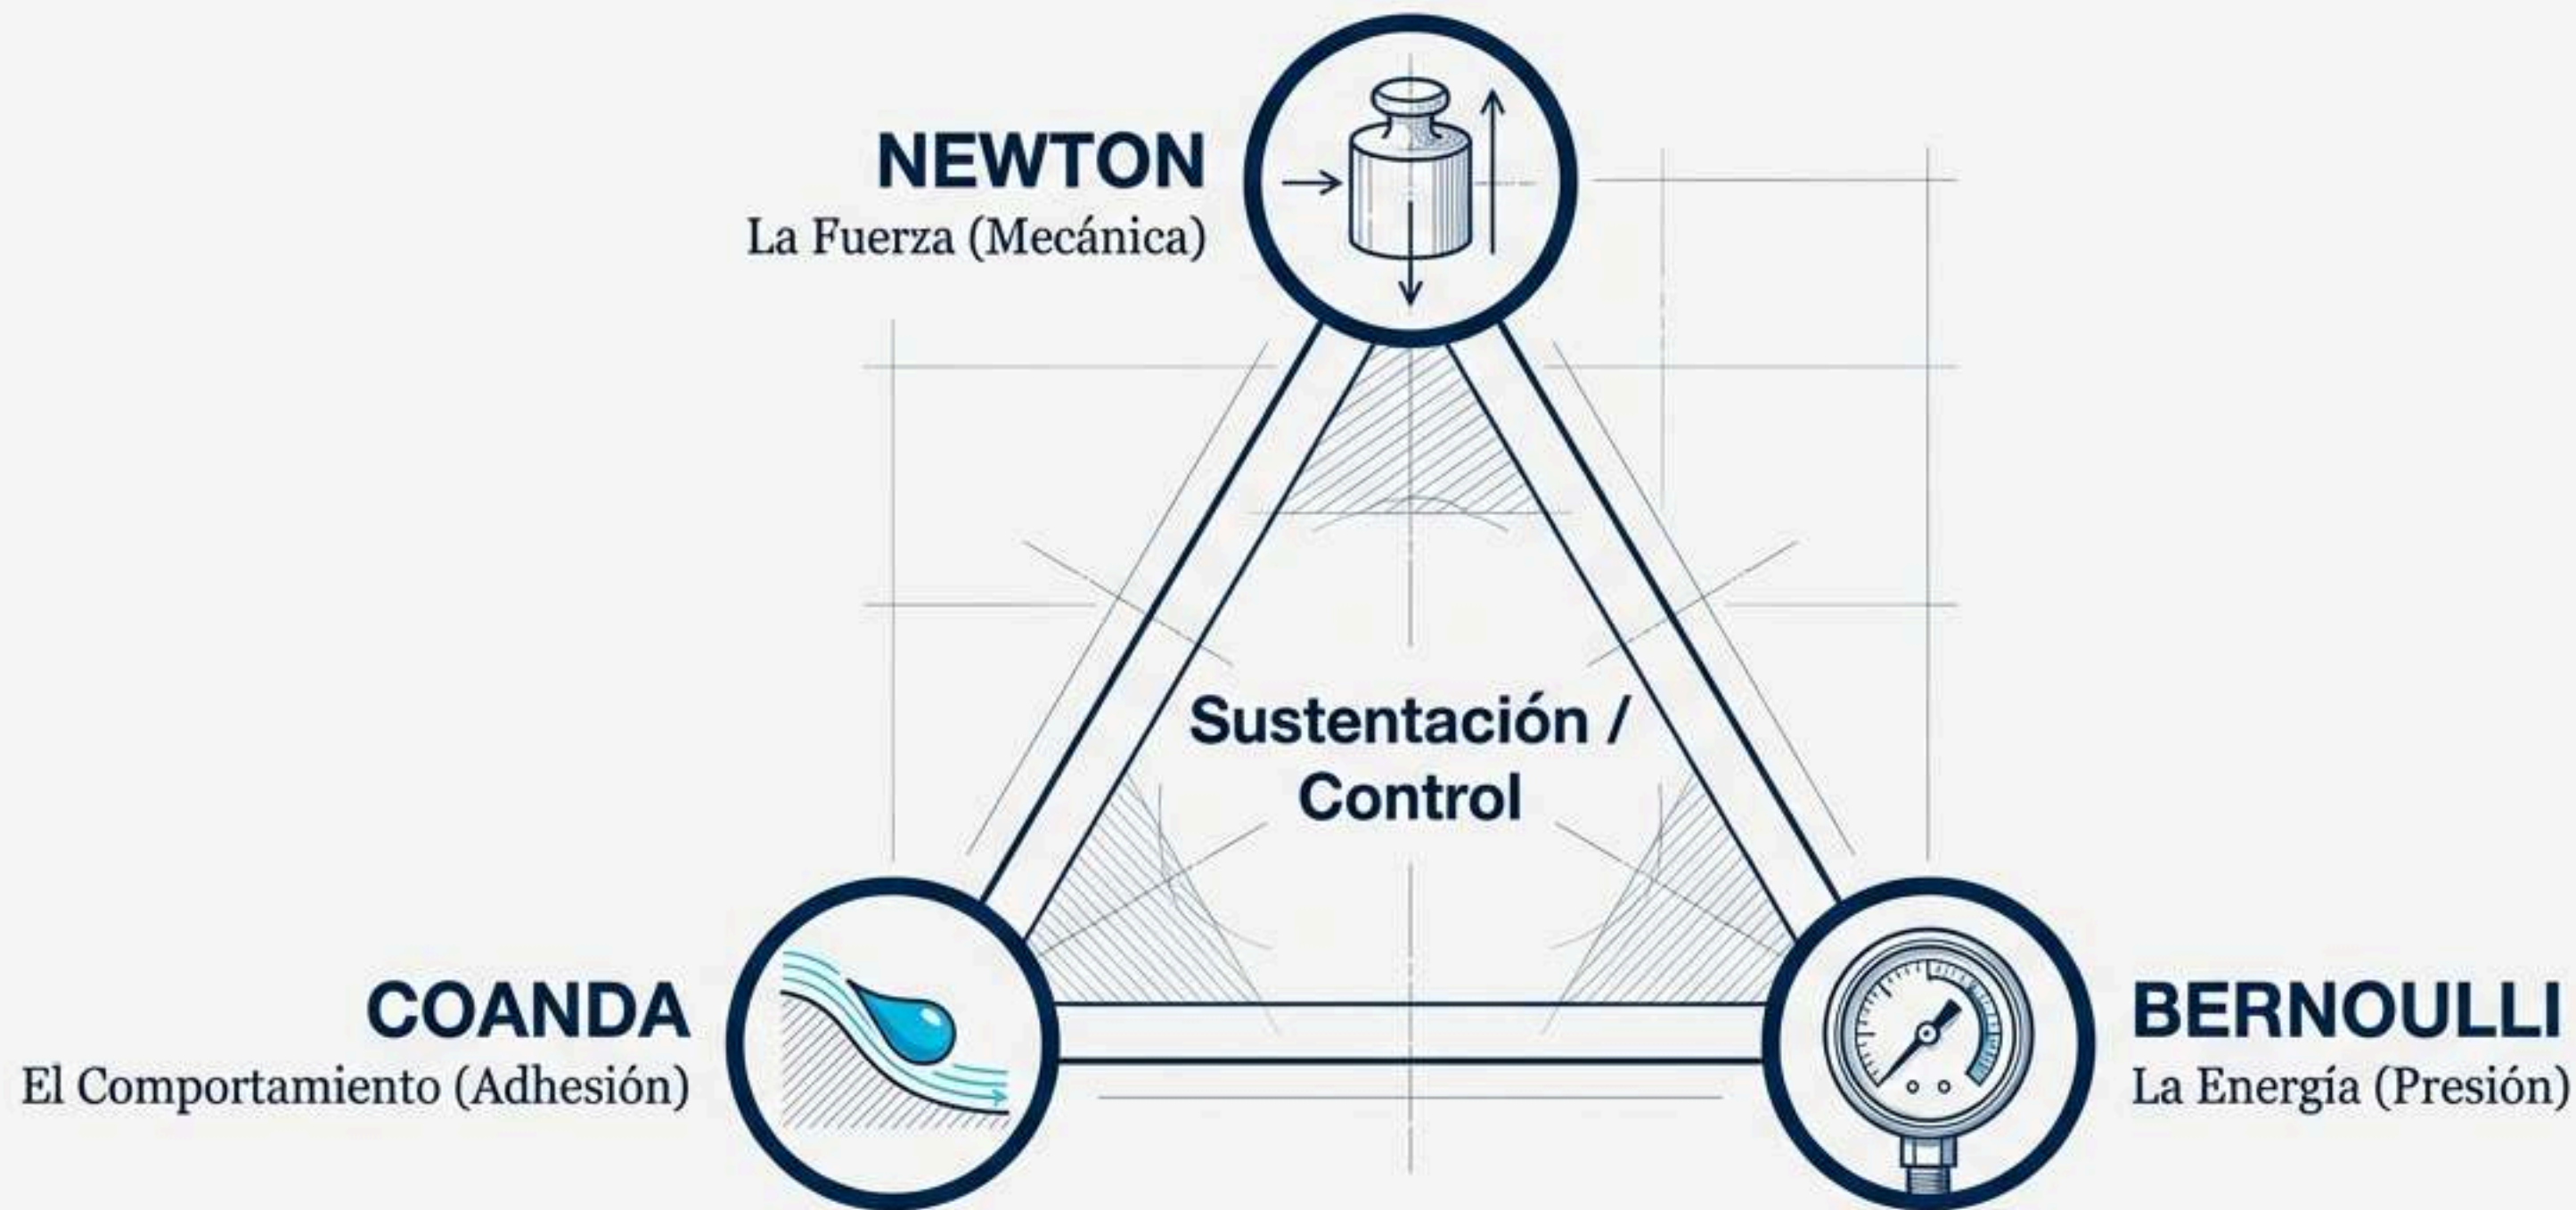 NEWTON
La Fuerza (Mecánica)
Sustentación /
Control
COANDA
El Comportamiento (Adhesión)
BERNOULLI
La Energía (Presión)